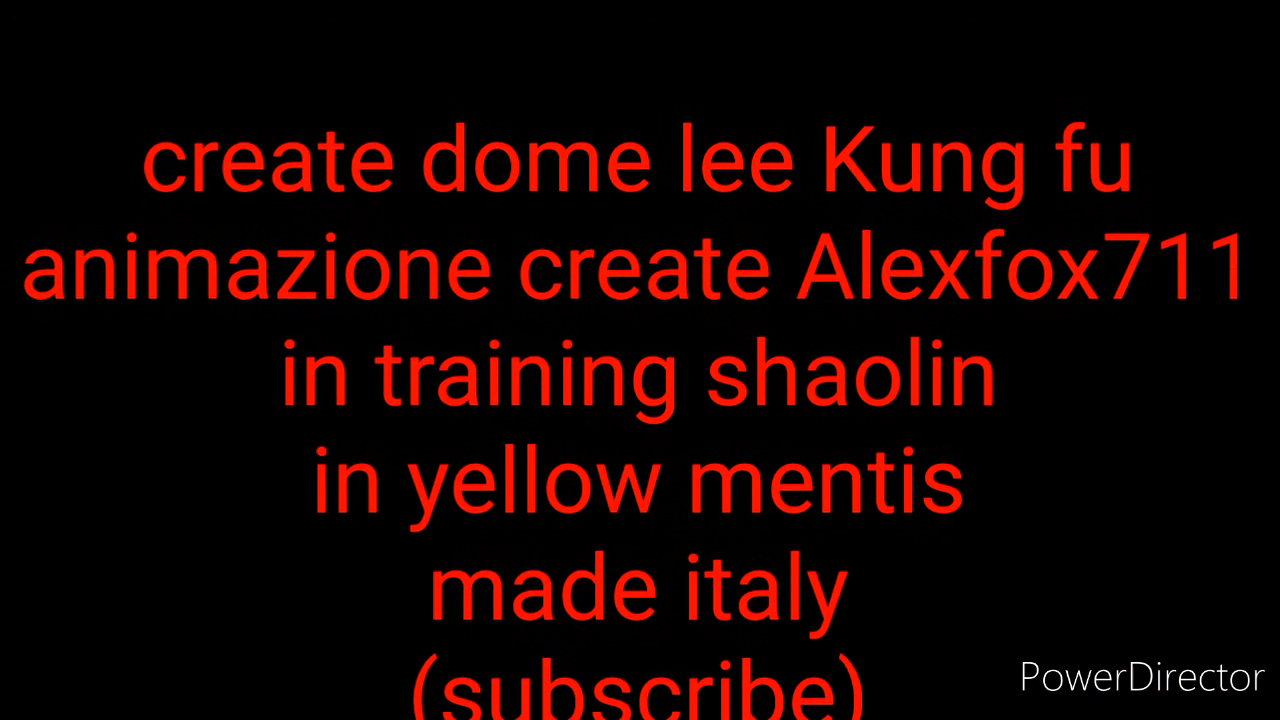 create dome lee Kung fu
animazione create Alexfox711
in training shaolin
in yellow mentis
made italy
(subscribe)
PowerDirector